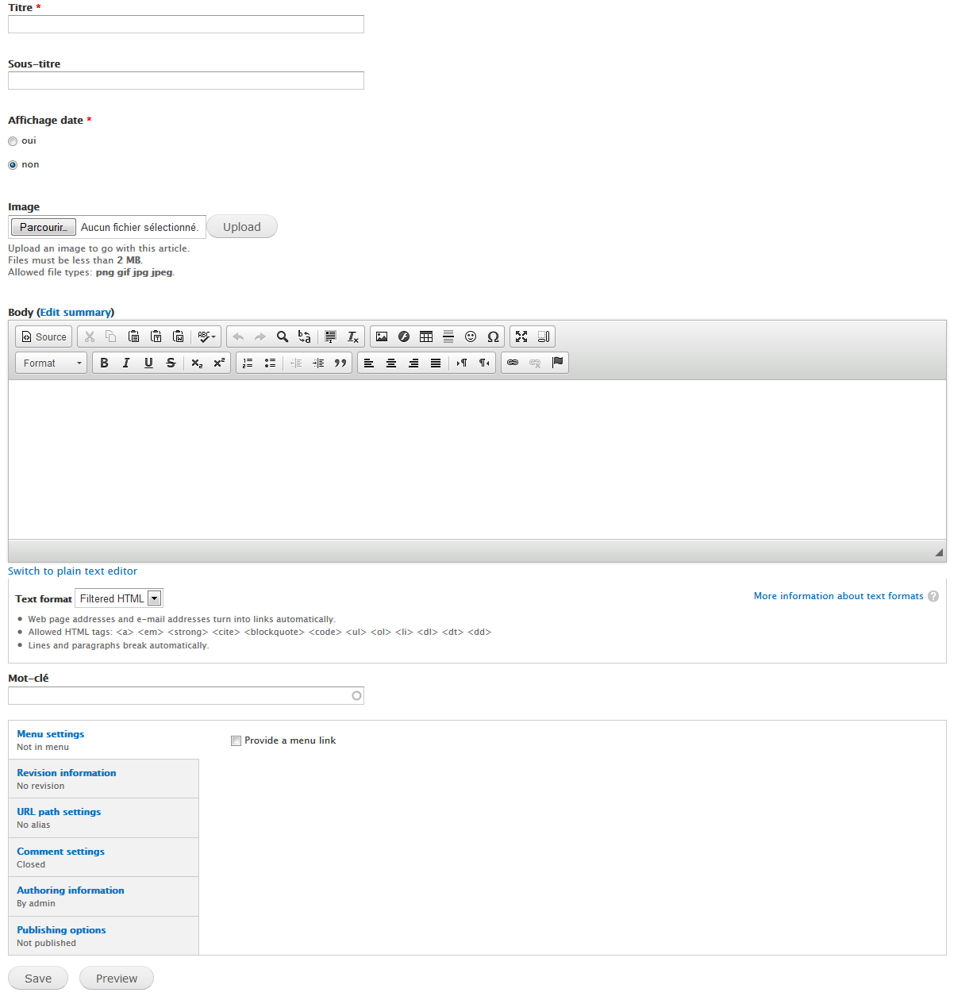 Titre *
Sous-titre
Affichage date *
oui
non
Image
Parcourir... Aucun fichier sélectionné. Upload
Upload an image to go with this article.
Files must be less than 2 MB.
Allowed file types: png gif jpg jpeg.
Body (Edit summary)
Source ABC
Format B I U S x₂ x²
Switch to plain text editor
Text format Filtered HTML More information about text formats ?
Web page addresses and e-mail addresses turn into links automatically.
Allowed HTML tags: <a> <em> <strong> <cite> <blockquote> <code> <ul> <ol> <li> <dl> <dt> <dd>
Lines and paragraphs break automatically.
Mot-clé
Menu settings
Not in menu
Provide a menu link
Revision information
No revision
URL path settings
No alias
Comment settings
Closed
Authoring information
By admin
Publishing options
Not published
Save Preview